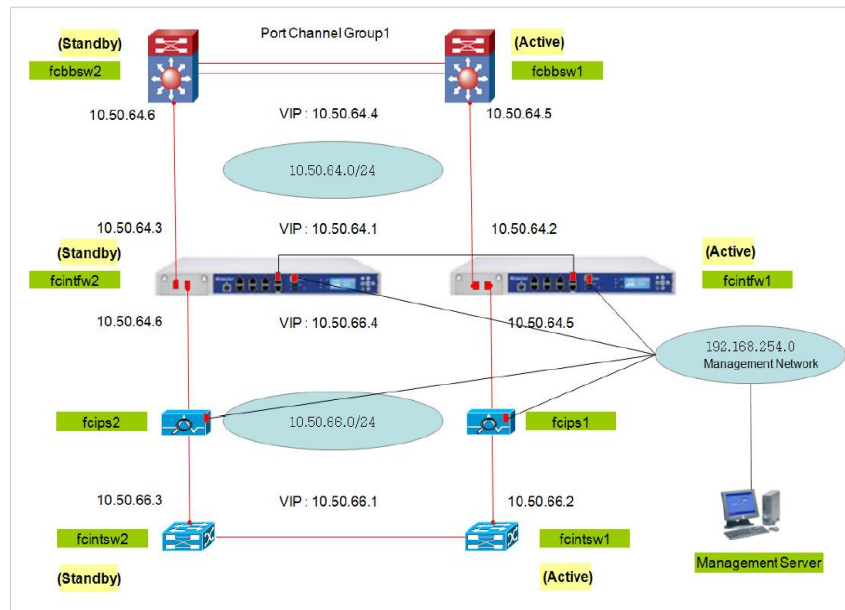 Port Channel Group1
(Standby)
(Active)
fcbbsw2
fcbbsw1
10.50.64.6
VIP : 10.50.64.4
10.50.64.5
10.50.64.0/24
10.50.64.3
VIP : 10.50.64.1
10.50.64.2
(Standby)
(Active)
fcintfw2
fcintfw1
10.50.64.6
VIP : 10.50.66.4
10.50.64.5
192.168.254.0
Management Network
fcips2
10.50.66.0/24
fcips1
10.50.66.3
VIP : 10.50.66.1
10.50.66.2
fcintsw2
fcintsw1
Management Server
(Standby)
(Active)